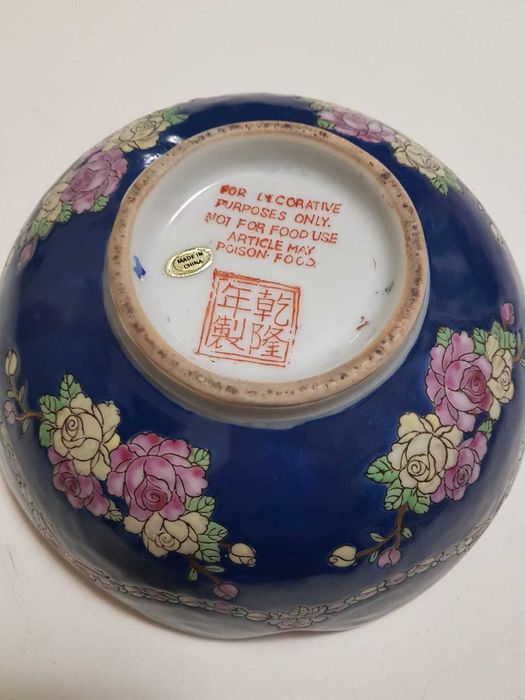 FOR DECORATIVE
PURPOSES ONLY.
NOT FOR FOOD USE
ARTICLE MAY
POISON FOOD.
MADE IN
CHINA
乾隆
年製